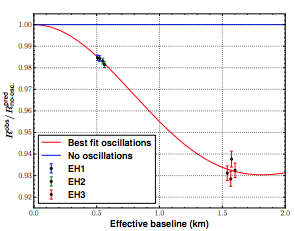 1.00
0.99
0.98
0.97
0.96
0.95
0.94
0.93
0.92
R^obs / R^pred_no-osc.
Best fit oscillations
No oscillations
EH1
EH2
EH3
0.0 0.5 1.0 1.5 2.0
Effective baseline (km)